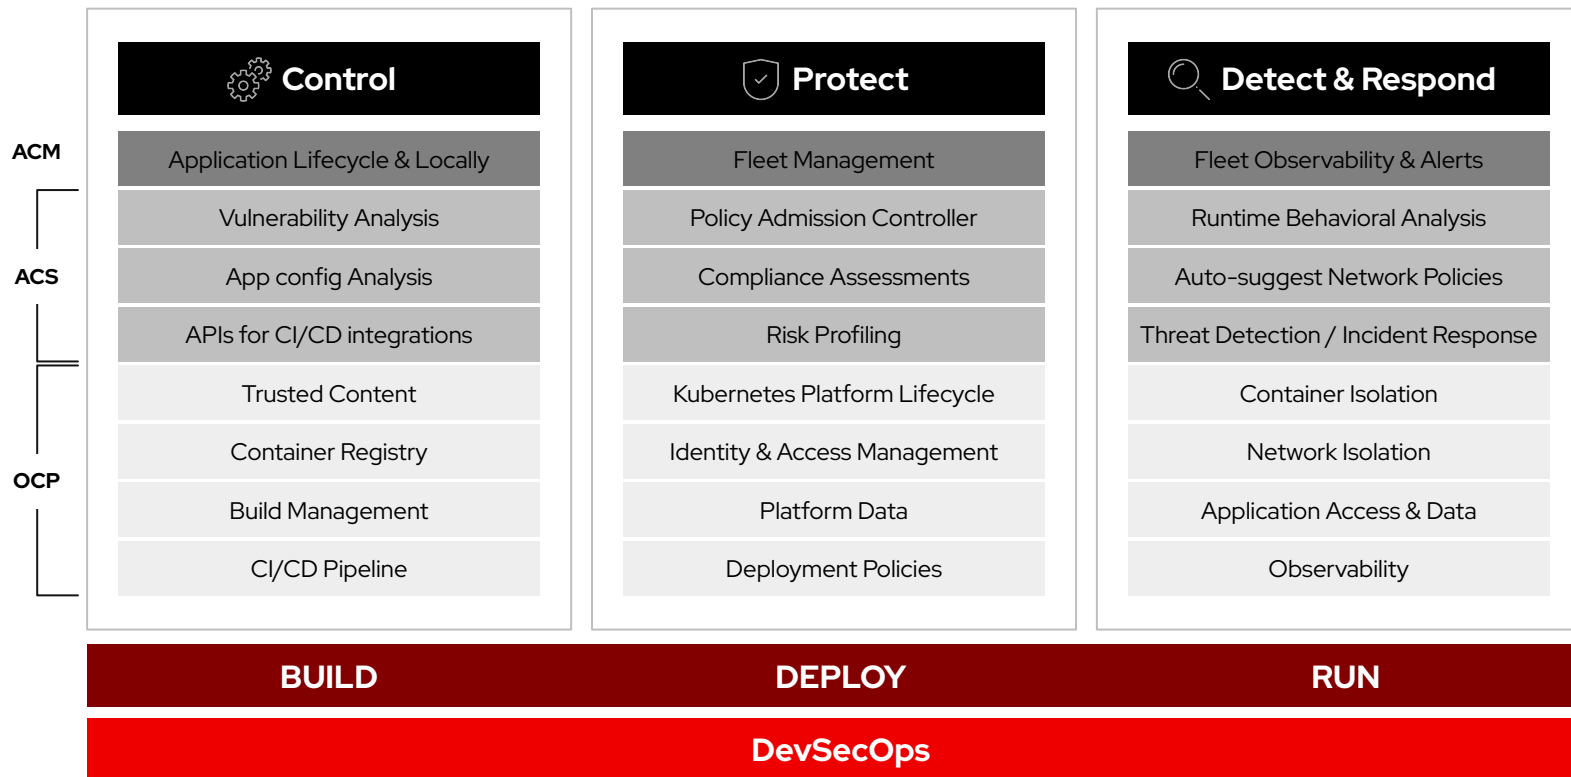 Control
Protect
Detect & Respond
ACM
Application Lifecycle & Locally
Fleet Management
Fleet Observability & Alerts
Vulnerability Analysis
Policy Admission Controller
Runtime Behavioral Analysis
ACS
App config Analysis
Compliance Assessments
Auto-suggest Network Policies
APIs for CI/CD integrations
Risk Profiling
Threat Detection / Incident Response
Trusted Content
Kubernetes Platform Lifecycle
Container Isolation
Container Registry
Identity & Access Management
Network Isolation
OCP
Build Management
Platform Data
Application Access & Data
CI/CD Pipeline
Deployment Policies
Observability
BUILD
DEPLOY
RUN
DevSecOps